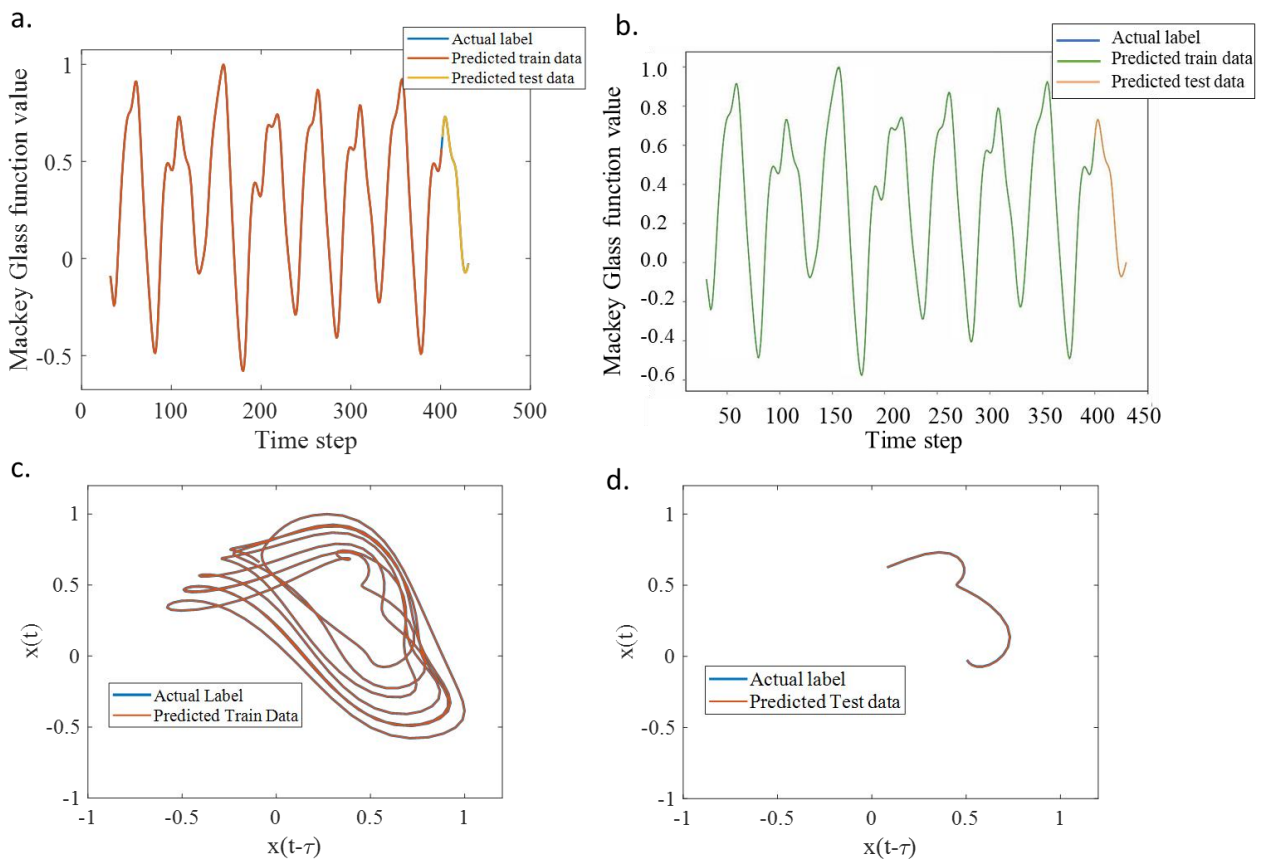 a.
Actual label
Predicted train data
Predicted test data
Mackey Glass function value
1
0.5
0
-0.5
0 100 200 300 400 500
Time step
b.
Actual label
Predicted train data
Predicted test data
Mackey Glass function value
1.0
0.8
0.6
0.4
0.2
0.0
-0.2
-0.4
-0.6
50 100 150 200 250 300 350 400 450
Time step
c.
1
0.5
0
-0.5
-1
x(t)
Actual Label
Predicted Train Data
-1 -0.5 0 0.5 1
x(t-τ)
d.
1
0.5
0
-0.5
-1
x(t)
Actual label
Predicted Test data
-1 -0.5 0 0.5 1
x(t-τ)